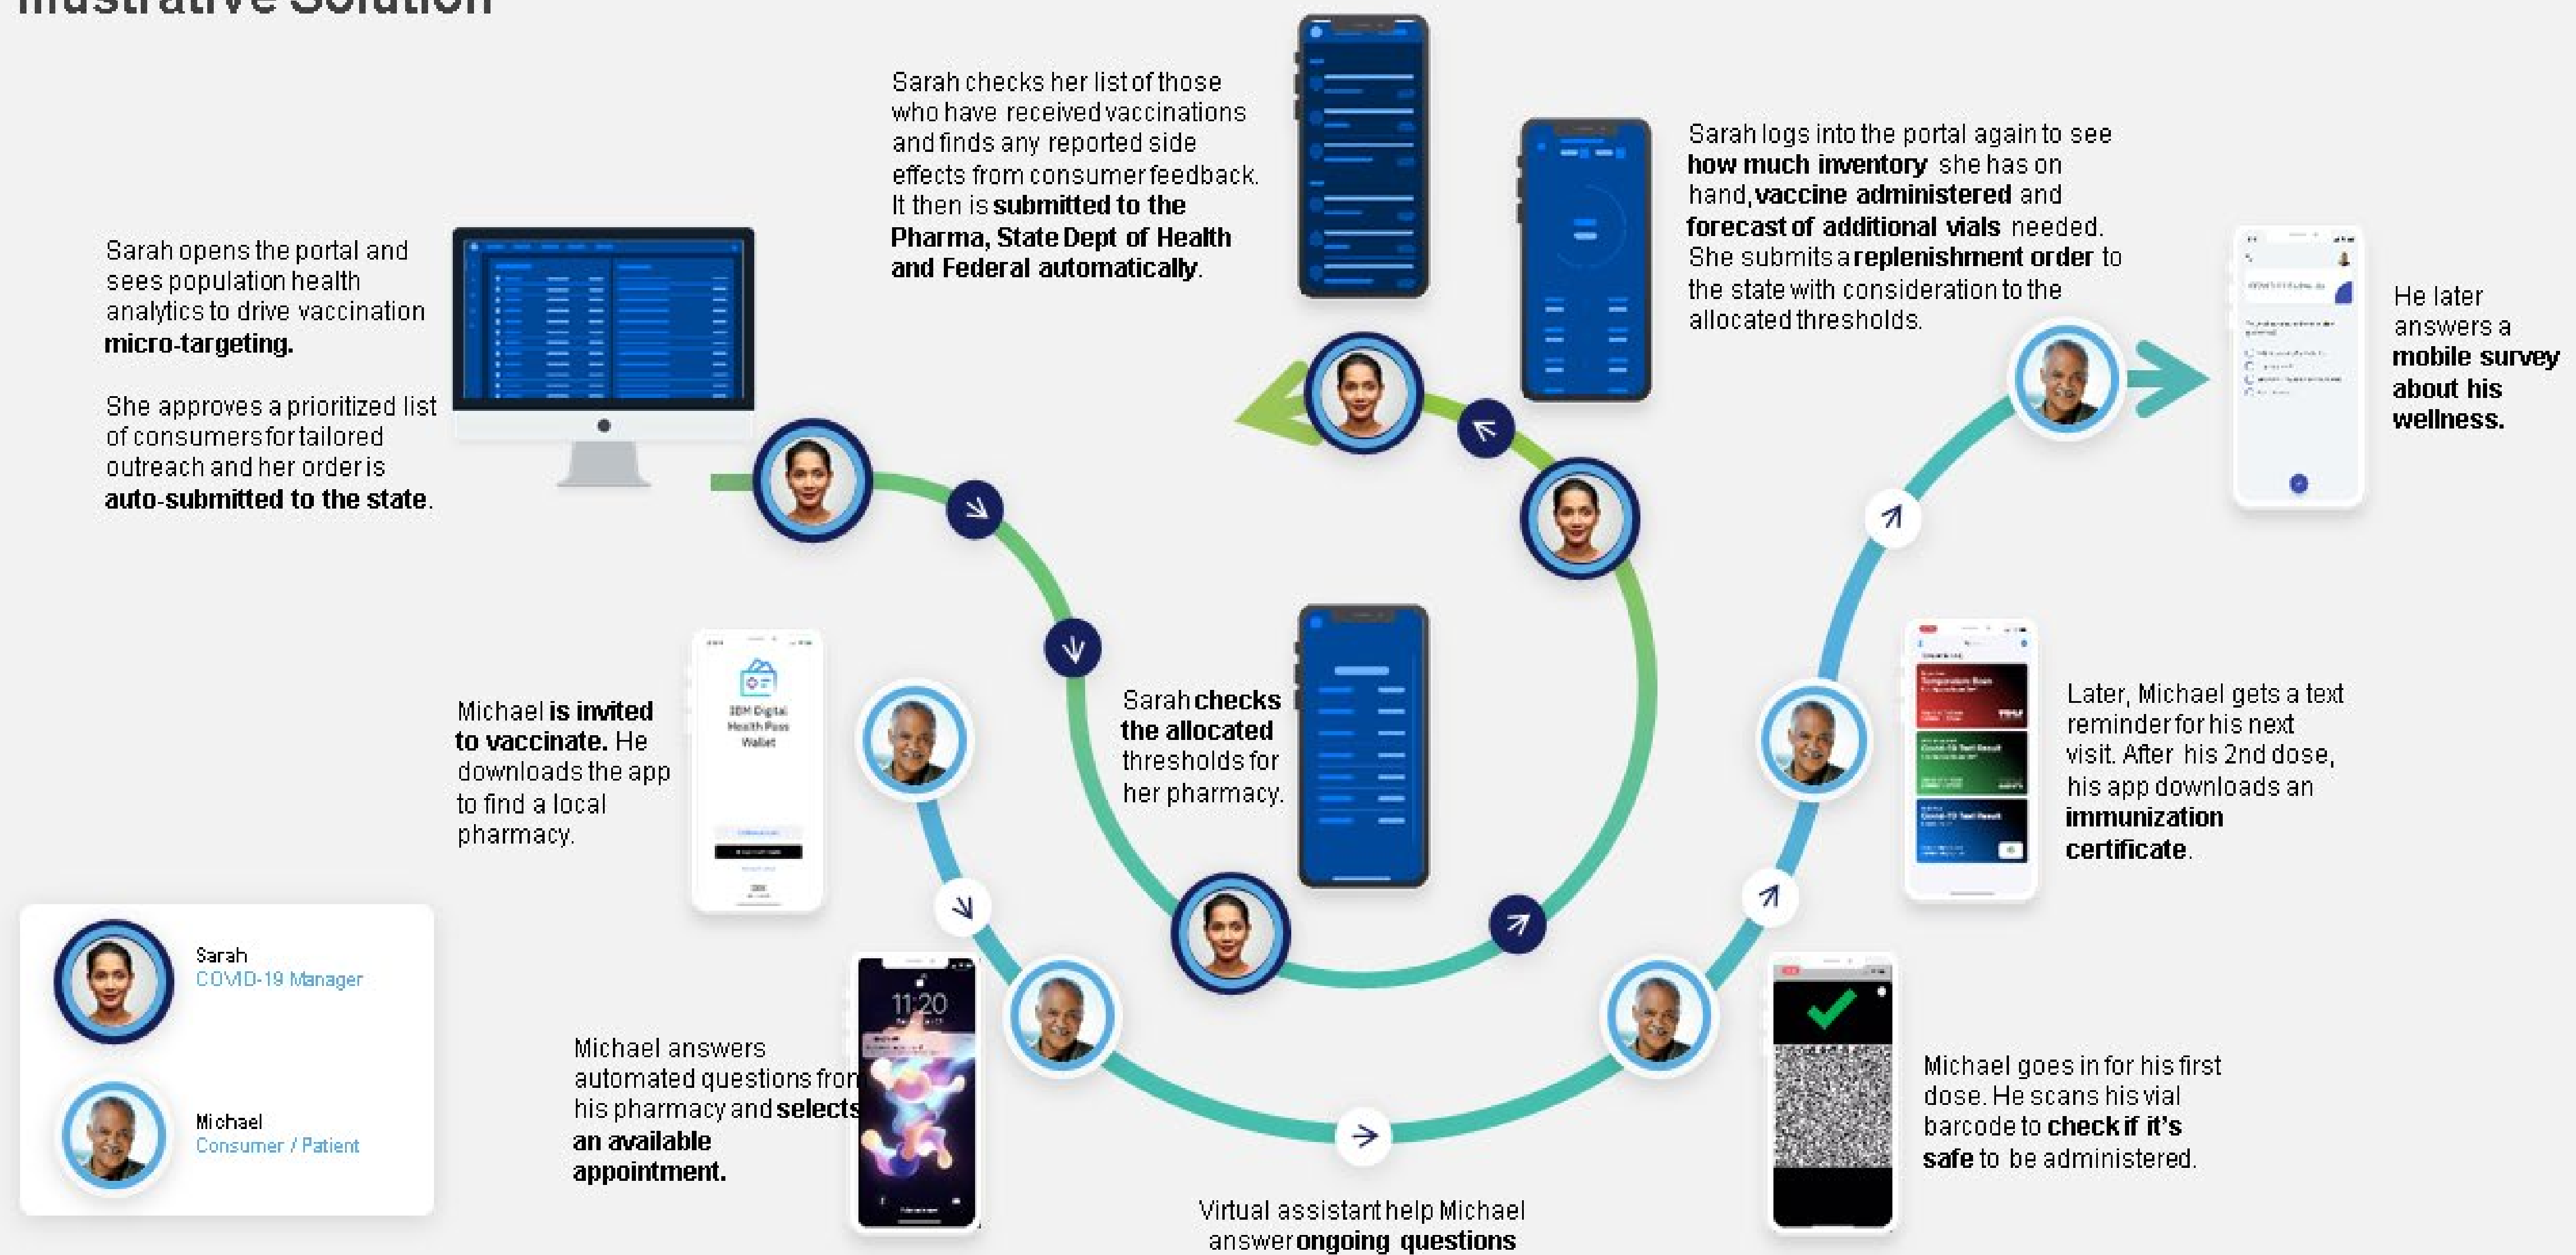 Illustrative Solution
Sarah opens the portal and
sees population health
analytics to drive vaccination
micro-targeting.
She approves a prioritized list
of consumers for tailored
outreach and her order is
auto-submitted to the state.
Sarah checks her list of those
who have received vaccinations
and finds any reported side
effects from consumer feedback.
It then is submitted to the
Pharma, State Dept of Health
and Federal automatically.
Sarah logs into the portal again to see
how much inventory she has on
hand, vaccine administered and
forecast of additional vials needed.
She submits a replenishment order to
the state with consideration to the
allocated thresholds.
He later
answers a
mobile survey
about his
wellness.
Michael is invited
to vaccinate. He
downloads the app
to find a local
pharmacy.
IBM Digital
Health Pass
Wallet
Sarah checks
the allocated
thresholds for
her pharmacy.
Temperature Scan
Covid-19 Test Result
Covid-19 Test Result
Later, Michael gets a text
reminder for his next
visit. After his 2nd dose,
his app downloads an
immunization
certificate.
Sarah
COVID-19 Manager
Michael
Consumer / Patient
Michael answers
automated questions from
his pharmacy and selects
an available
appointment.
11:20
Virtual assistant help Michael
answer ongoing questions
Michael goes in for his first
dose. He scans his vial
barcode to check if it's
safe to be administered.